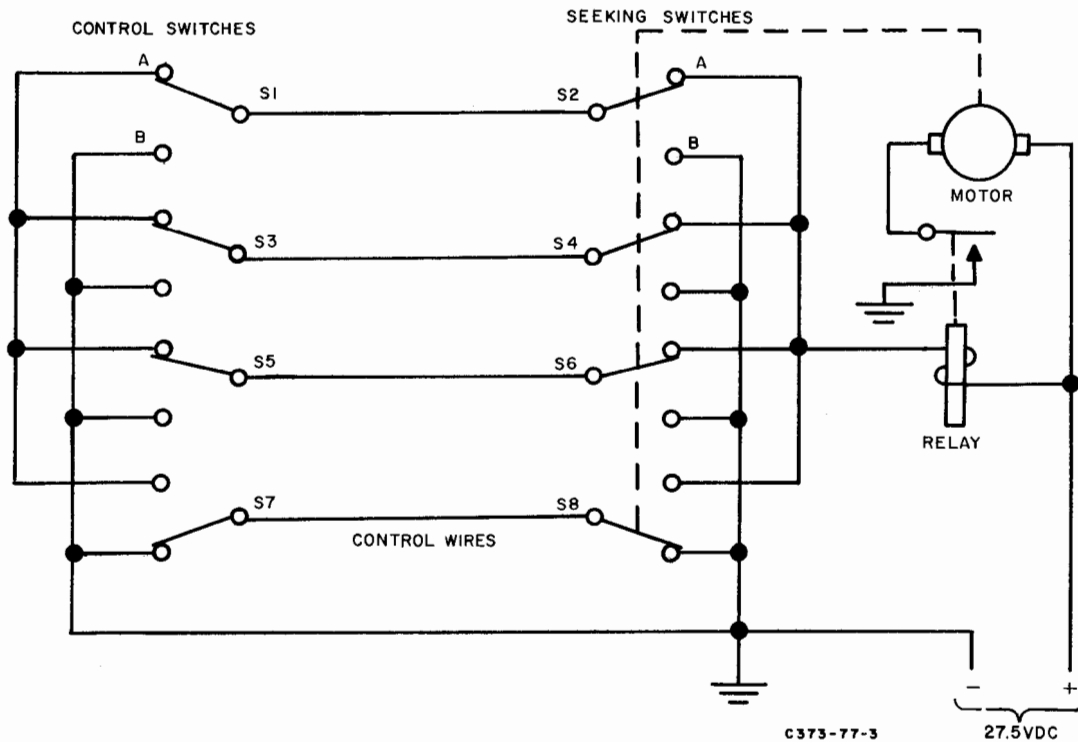 SEEKING SWITCHES
CONTROL SWITCHES
A
S1
S2
A
B
B
MOTOR
S3
S4
S5
S6
RELAY
S7
S8
CONTROL WIRES
- +
C373-77-3
27.5VDC